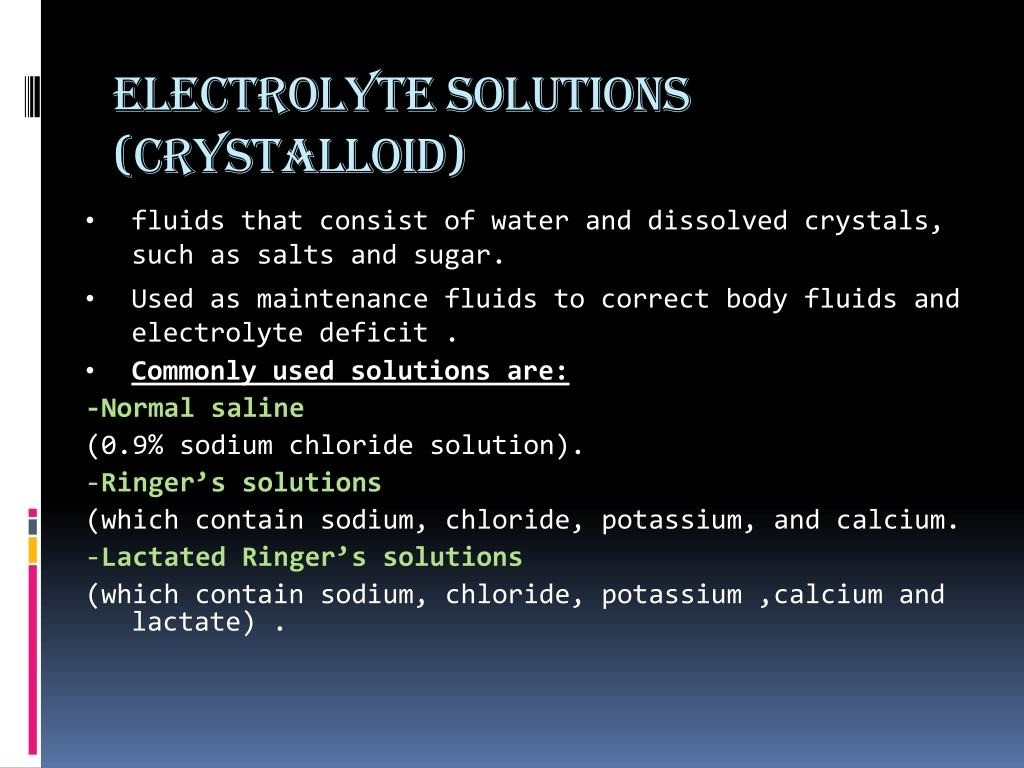 ELECTROLYTE SOLUTIONS
(CRYSTALLOID)
• fluids that consist of water and dissolved crystals,
such as salts and sugar.
• Used as maintenance fluids to correct body fluids and
electrolyte deficit .
• Commonly used solutions are:
-Normal saline
(0.9% sodium chloride solution).
-Ringer’s solutions
(which contain sodium, chloride, potassium, and calcium.
-Lactated Ringer’s solutions
(which contain sodium, chloride, potassium ,calcium and
lactate) .